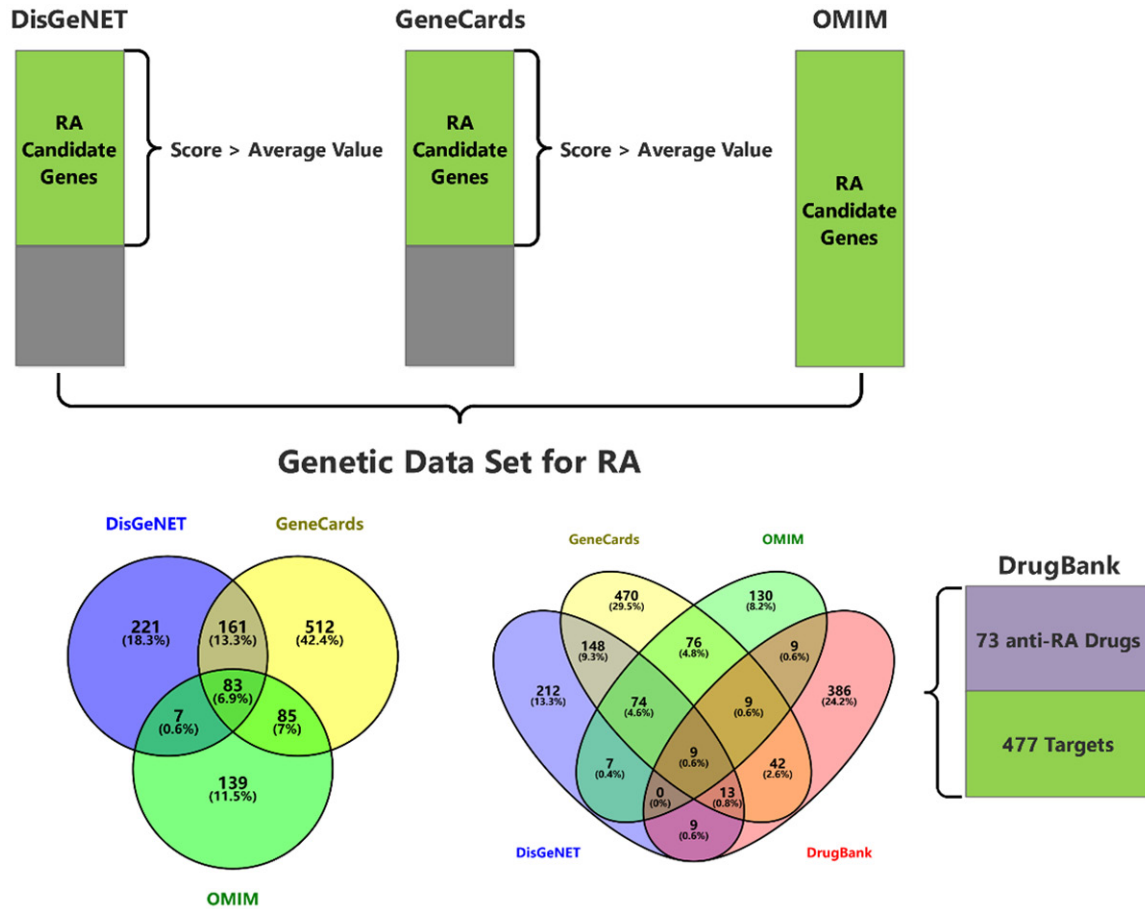 DisGeNET
GeneCards
OMIM
RA
Candidate
Genes
Score > Average Value
RA
Candidate
Genes
Score > Average Value
RA
Candidate
Genes
Genetic Data Set for RA
DisGeNET
GeneCards
221
(18.3%)
161
(13.3%)
512
(42.4%)
83
(6.9%)
7
(0.6%)
85
(7%)
139
(11.5%)
OMIM
GeneCards
OMIM
470
(29.5%)
130
(8.2%)
148
(9.3%)
76
(4.8%)
9
(0.6%)
212
(13.3%)
74
(4.6%)
9
(0.6%)
386
(24.2%)
7
(0.4%)
9
(0.6%)
42
(2.6%)
0
(0%)
13
(0.8%)
9
(0.6%)
DisGeNET
DrugBank
DrugBank
73 anti-RA Drugs
477 Targets